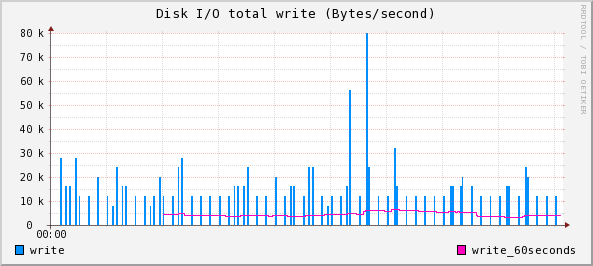 Disk I/O total write (Bytes/second)
RRDTOOL / TOBI OETIKER
80 k
70 k
60 k
50 k
40 k
30 k
20 k
10 k
0
00:00
write
write_60seconds